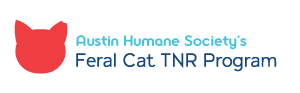 Austin Humane Society's
Feral Cat TNR Program